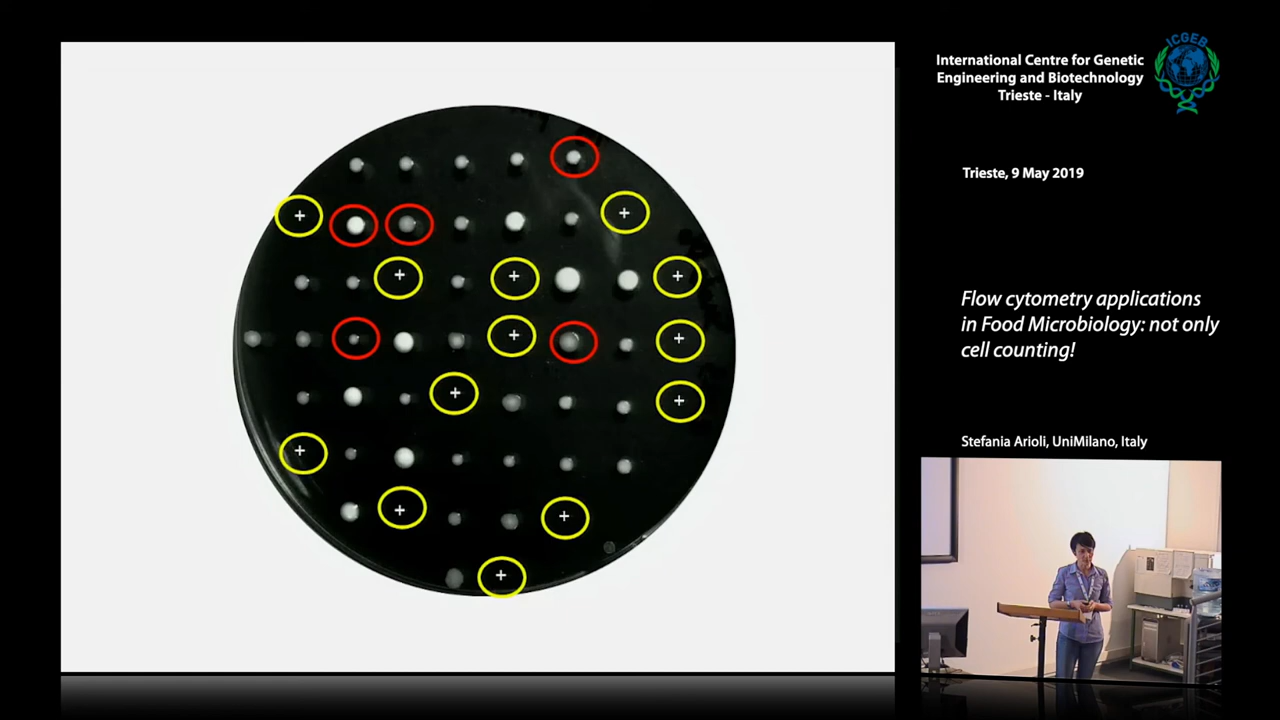 ICGEB
International Centre for Genetic
Engineering and Biotechnology
Trieste - Italy
Trieste, 9 May 2019
Flow cytometry applications
in Food Microbiology: not only
cell counting!
Stefania Arioli, UniMilano, Italy
+
+
+
+
+
+
+
+
+
+
+
+
+